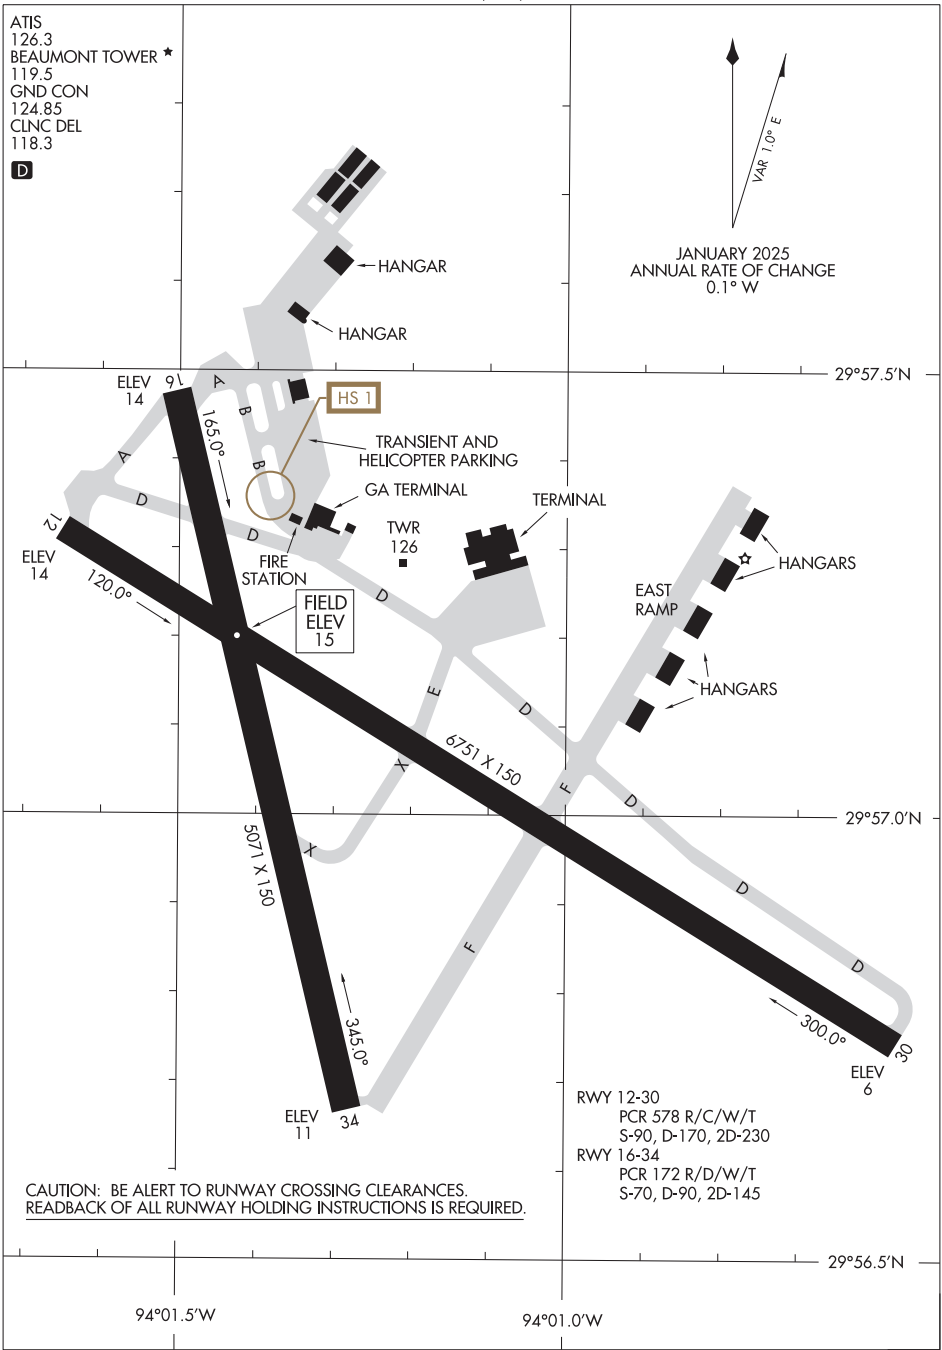 ATIS
126.3
BEAUMONT TOWER ★
119.5
GND CON
124.85
CLNC DEL
118.3
D
VAR 1.0° E
JANUARY 2025
ANNUAL RATE OF CHANGE
0.1° W
HANGAR
HANGAR
29°57.5'N
ELEV
14
16
A
B
HS 1
165.0°
B
TRANSIENT AND
HELICOPTER PARKING
A
D
GA TERMINAL
TERMINAL
12
D
TWR
126
ELEV
14
FIRE
STATION
HANGARS
120.0°
D
EAST
RAMP
FIELD
ELEV
15
HANGARS
E
D
X
6751 X 150
F
D
29°57.0'N
5071 X 150
X
D
F
D
345.0°
300.0°
30
ELEV
6
ELEV
11
34
RWY 12-30
PCR 578 R/C/W/T
S-90, D-170, 2D-230
RWY 16-34
PCR 172 R/D/W/T
S-70, D-90, 2D-145
CAUTION: BE ALERT TO RUNWAY CROSSING CLEARANCES.
READBACK OF ALL RUNWAY HOLDING INSTRUCTIONS IS REQUIRED.
29°56.5'N
94°01.5'W
94°01.0'W